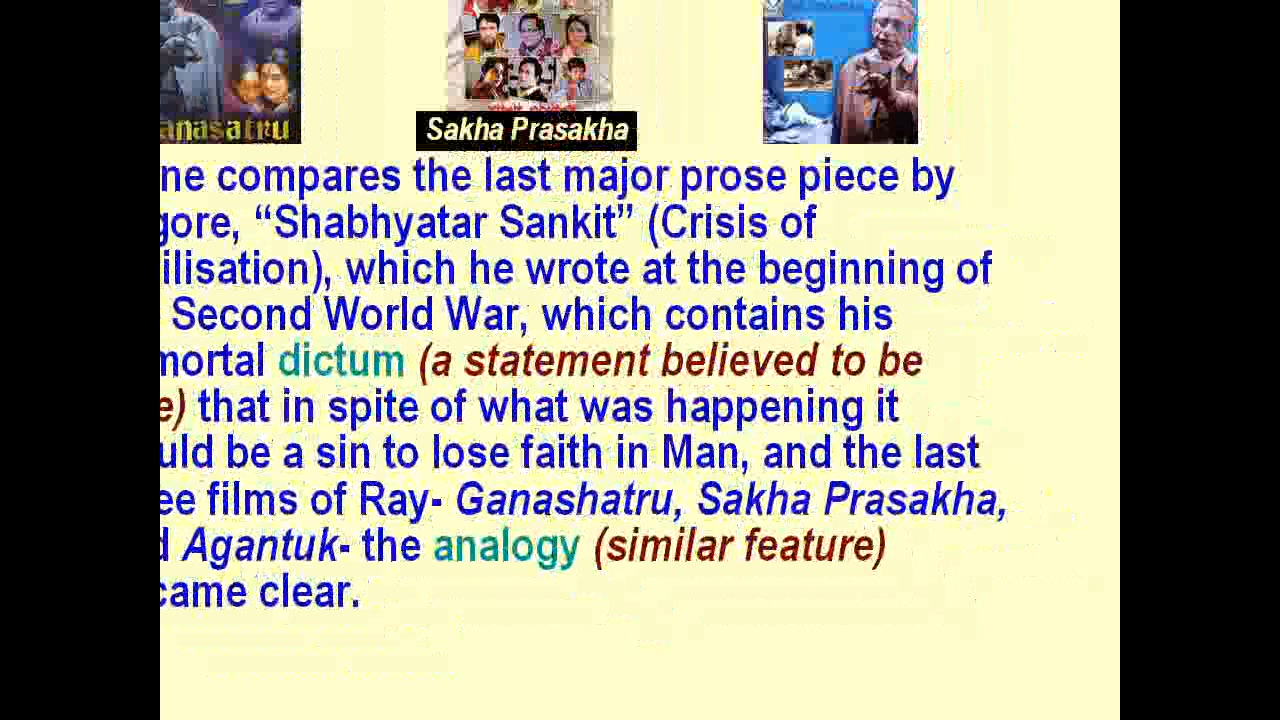 anasatru
Sakha Prasakha
ne compares the last major prose piece by
gore, “Shabhyatar Sankit” (Crisis of
ilisation), which he wrote at the beginning of
Second World War, which contains his
mortal dictum (a statement believed to be
e) that in spite of what was happening it
uld be a sin to lose faith in Man, and the last
ee films of Ray- Ganashatru, Sakha Prasakha,
d Agantuk- the analogy (similar feature)
came clear.